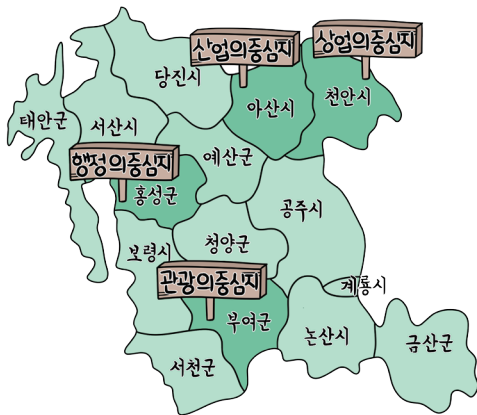 산업의중심지
상업의중심지
당진시
아산시
천안시
태안군
서산시
예산군
행정의중심지
홍성군
공주시
보령시
청양군
관광의중심지
계룡시
부여군
논산시
금산군
서천군